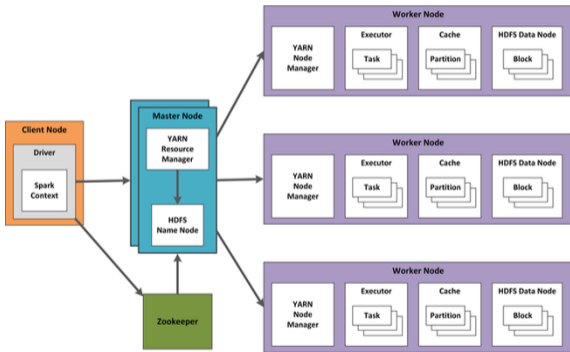 Client Node
Driver
Spark
Context
Master Node
YARN
Resource
Manager
HDFS
Name Node
Zookeeper
Worker Node
YARN
Node
Manager
Executor
Task
Cache
Partition
HDFS Data Node
Block
Worker Node
YARN
Node
Manager
Executor
Task
Cache
Partition
HDFS Data Node
Block
Worker Node
YARN
Node
Manager
Executor
Task
Cache
Partition
HDFS Data Node
Block